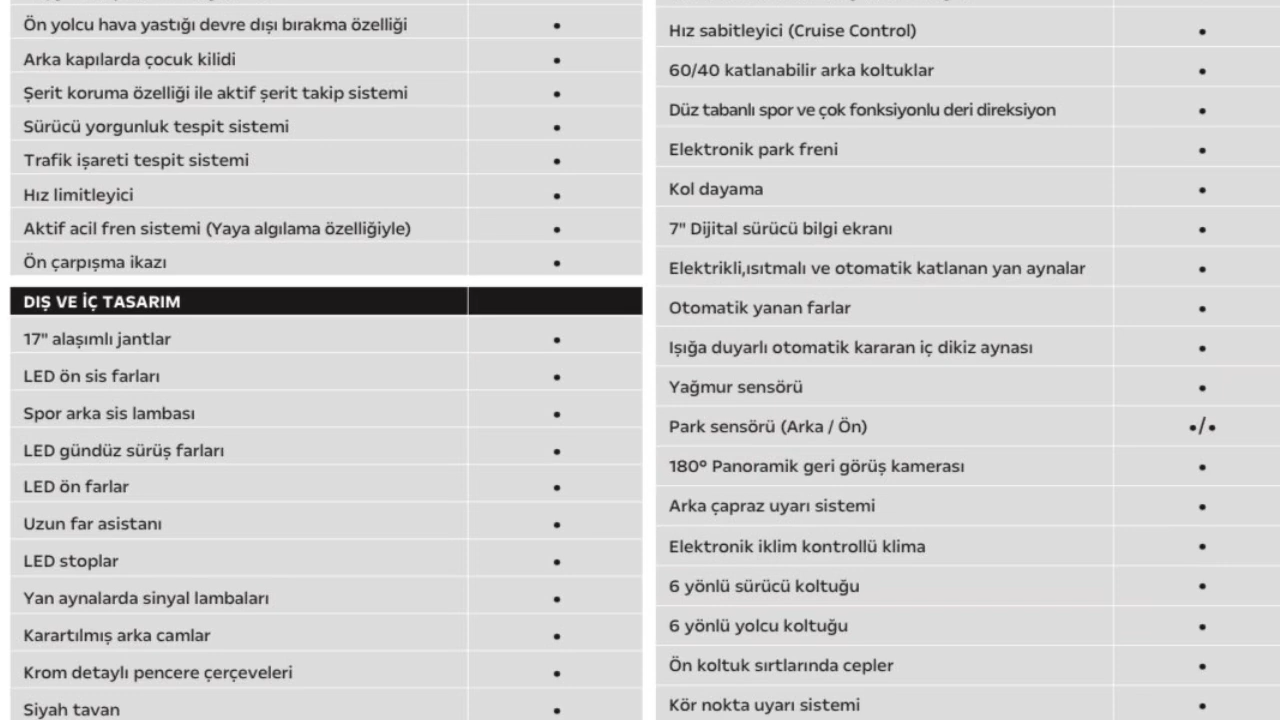 Ön yolcu hava yastığı devre dışı bırakma özelliği •
Arka kapılarda çocuk kilidi •
Şerit koruma özelliği ile aktif şerit takip sistemi •
Sürücü yorgunluk tespit sistemi •
Trafik işareti tespit sistemi •
Hız limitleyici •
Aktif acil fren sistemi (Yaya algılama özelliğiyle) •
Ön çarpışma ikazı •
DIŞ VE İÇ TASARIM
17" alaşımlı jantlar •
LED ön sis farları •
Spor arka sis lambası •
LED gündüz sürüş farları •
LED ön farlar •
Uzun far asistanı •
LED stoplar •
Yan aynalarda sinyal lambaları •
Karartılmış arka camlar •
Krom detaylı pencere çerçeveleri •
Siyah tavan •
Hız sabitleyici (Cruise Control) •
60/40 katlanabilir arka koltuklar •
Düz tabanlı spor ve çok fonksiyonlu deri direksiyon •
Elektronik park freni •
Kol dayama •
7" Dijital sürücü bilgi ekranı •
Elektrikli,ısıtmalı ve otomatik katlanan yan aynalar •
Otomatik yanan farlar •
Işığa duyarlı otomatik kararan iç dikiz aynası •
Yağmur sensörü •
Park sensörü (Arka / Ön) •/•
180° Panoramik geri görüş kamerası •
Arka çapraz uyarı sistemi •
Elektronik iklim kontrollü klima •
6 yönlü sürücü koltuğu •
6 yönlü yolcu koltuğu •
Ön koltuk sırtlarında cepler •
Kör nokta uyarı sistemi •